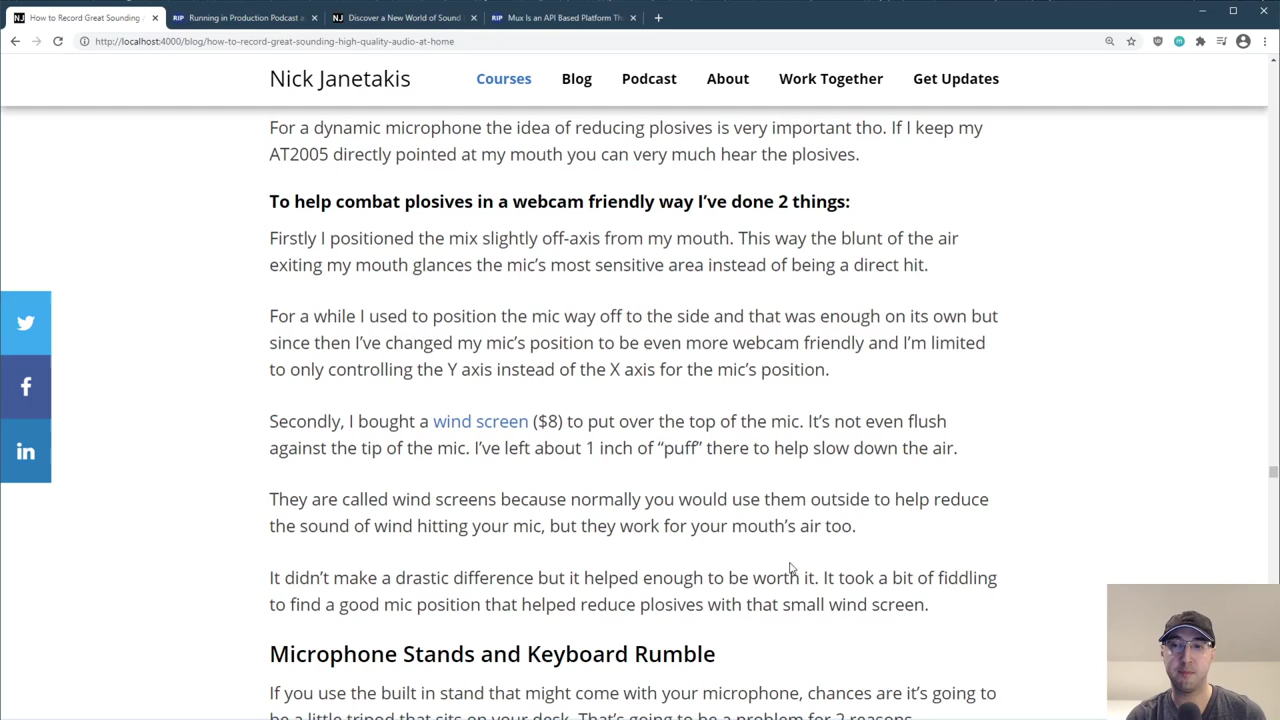 How to Record Great Sounding
Running in Production Podcast a
Discover a New World of Sound
Mux Is an API Based Platform Th
http://localhost:4000/blog/how-to-record-great-sounding-high-quality-audio-at-home
Nick Janetakis
Courses
Blog
Podcast
About
Work Together
Get Updates
For a dynamic microphone the idea of reducing plosives is very important tho. If I keep my
AT2005 directly pointed at my mouth you can very much hear the plosives.
To help combat plosives in a webcam friendly way I've done 2 things:
Firstly I positioned the mix slightly off-axis from my mouth. This way the blunt of the air
exiting my mouth glances the mic's most sensitive area instead of being a direct hit.
For a while I used to position the mic way off to the side and that was enough on its own but
since then I've changed my mic's position to be even more webcam friendly and I'm limited
to only controlling the Y axis instead of the X axis for the mic's position.
Secondly, I bought a wind screen ($8) to put over the top of the mic. It's not even flush
against the tip of the mic. I've left about 1 inch of “puff” there to help slow down the air.
They are called wind screens because normally you would use them outside to help reduce
the sound of wind hitting your mic, but they work for your mouth's air too.
It didn't make a drastic difference but it helped enough to be worth it. It took a bit of fiddling
to find a good mic position that helped reduce plosives with that small wind screen.
Microphone Stands and Keyboard Rumble
If you use the built in stand that might come with your microphone, chances are it's going to
be a little tripod that sits on your desk. That's going to be a problem for 2 reasons